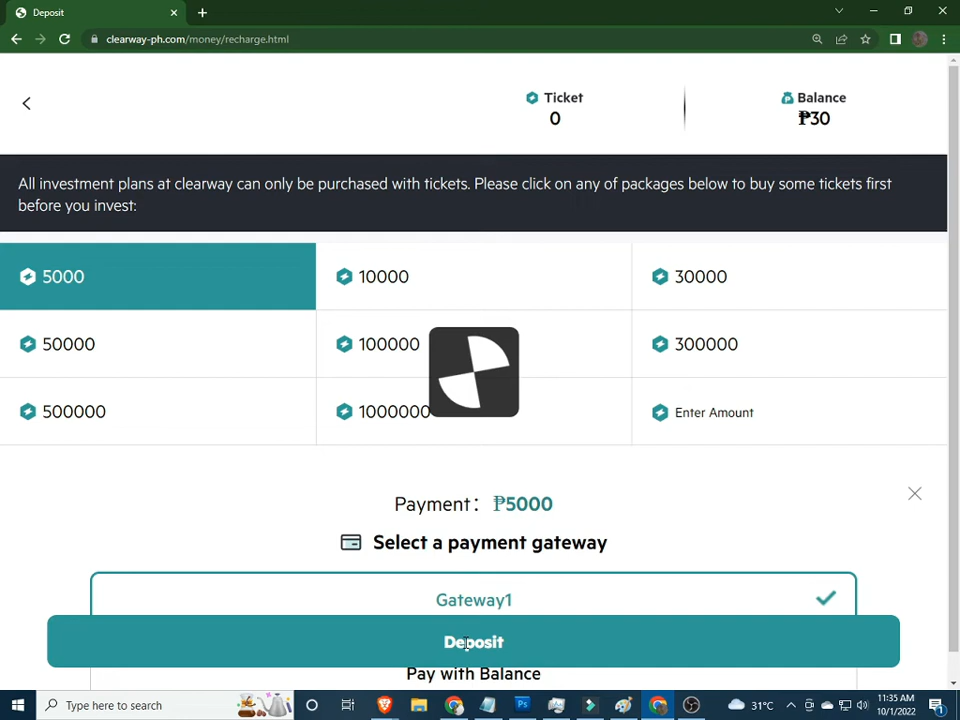 Deposit
clearway-ph.com/money/recharge.html
Ticket
0
Balance
₱30
All investment plans at clearway can only be purchased with tickets. Please click on any of packages below to buy some tickets first
before you invest:
5000
10000
30000
50000
100000
300000
500000
1000000
Enter Amount
Payment: ₱5000
Select a payment gateway
Gateway1
Deposit
Pay with Balance
Type here to search
Ps
31°C
11:35 AM
10/1/2022
1